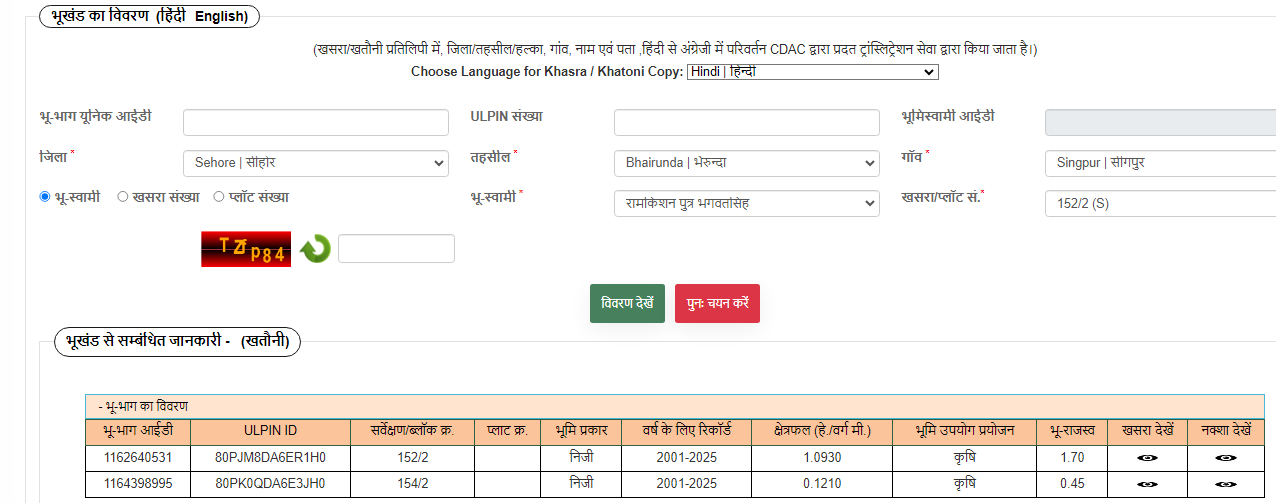 भूखंड का विवरण (हिंदी English)
(खसरा/खतौनी प्रतिलिपी में, जिला/तहसील/हल्का, गांव, नाम एवं पता ,हिंदी से अंग्रेजी में परिवर्तन CDAC द्वारा प्रदत ट्रांस्लिट्रेशन सेवा द्वारा किया जाता है।)
Choose Language for Khasra / Khatoni Copy: Hindi | हिन्दी
भू-भाग यूनिक आईडी ULPIN संख्या भूमिस्वामी आईडी
जिला * Sehore | सीहोर तहसील * Bhairunda | भेरुन्दा गाँव * Singpur | सींगपुर
भू-स्वामी खसरा संख्या प्लॉट संख्या भू-स्वामी * रामकिशन पुत्र भगवतसिंह खसरा/प्लॉट सं.* 152/2 (S)
विवरण देखें पुनः चयन करें
भूखंड से सम्बंधित जानकारी - (खतौनी)
- भू-भाग का विवरण
भू-भाग आईडी ULPIN ID सर्वेक्षण/ब्लॉक क्र. प्लाट क्र. भूमि प्रकार वर्ष के लिए रिकॉर्ड क्षेत्रफल (हे./वर्ग मी.) भूमि उपयोग प्रयोजन भू-राजस्व खसरा देखें नक्शा देखें
1162640531 80PJM8DA6ER1H0 152/2 निजी 2001-2025 1.0930 कृषि 1.70
1164398995 80PK0QDA6E3JH0 154/2 निजी 2001-2025 0.1210 कृषि 0.45